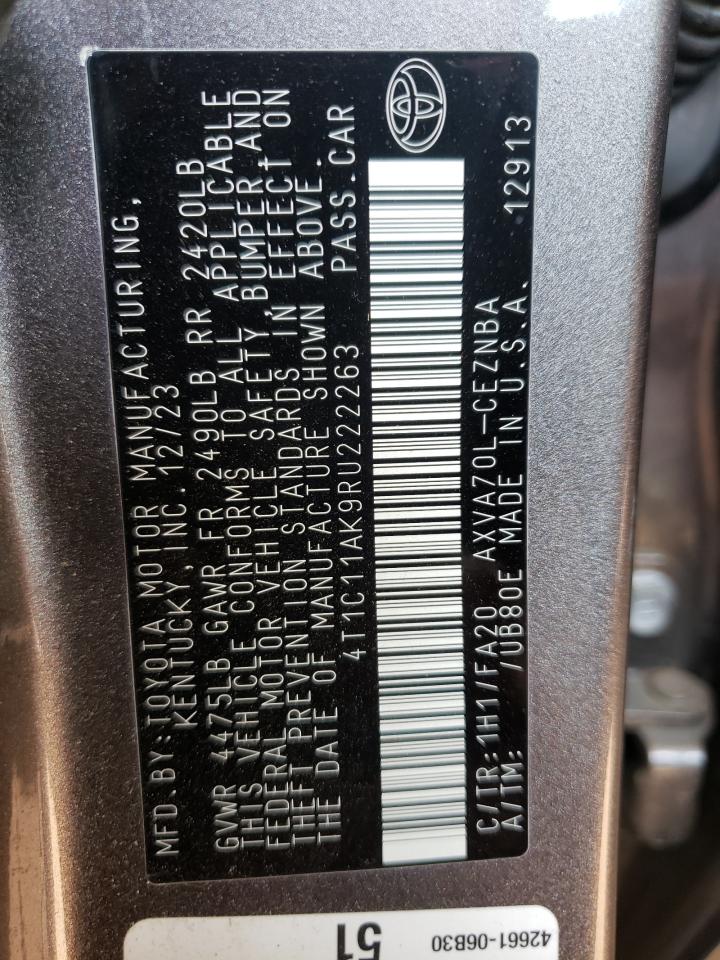 MFD.BY:TOYOTA MOTOR MANUFACTURING,
KENTUCKY,INC. 12/23
GVWR 4475LB GAWR FR 2490LB RR 2420LB
THIS VEHICLE CONFORMS TO ALL APPLICABLE
FEDERAL MOTOR VEHICLE SAFETY,BUMPER AND
THEFT PREVENTION STANDARDS IN EFFECT ON
THE DATE OF MANUFACTURE SHOWN ABOVE.
4T1C11AK9RU222263 PASS.CAR
C/TR:1H1/FA20 AXVA70L-CEZNBA
A/TM: /UB80E MADE IN U.S.A. 12913
42661-06B30
51